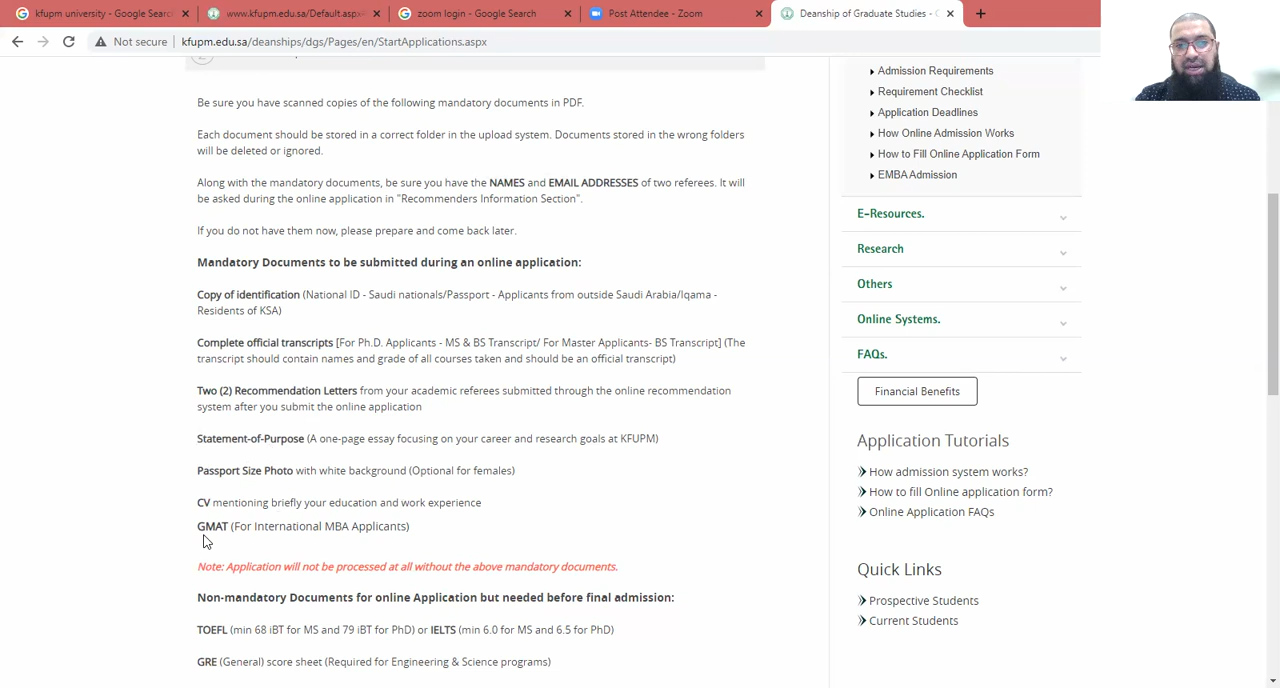 kfupm university - Google Searc
www.kfupm.edu.sa/Default.aspx
zoom login - Google Search
Post Attendee - Zoom
Deanship of Graduate Studies -
Not secure
kfupm.edu.sa/deanships/dgs/Pages/en/StartApplications.aspx
Be sure you have scanned copies of the following mandatory documents in PDF.
Each document should be stored in a correct folder in the upload system. Documents stored in the wrong folders
will be deleted or ignored.
Along with the mandatory documents, be sure you have the NAMES and EMAIL ADDRESSES of two referees. It will
be asked during the online application in "Recommenders Information Section".
If you do not have them now, please prepare and come back later.
Mandatory Documents to be submitted during an online application:
Copy of identification (National ID - Saudi nationals/Passport - Applicants from outside Saudi Arabia/Iqama -
Residents of KSA)
Complete official transcripts [For Ph.D. Applicants - MS & BS Transcript/ For Master Applicants- BS Transcript] (The
transcript should contain names and grade of all courses taken and should be an official transcript)
Two (2) Recommendation Letters from your academic referees submitted through the online recommendation
system after you submit the online application
Statement-of-Purpose (A one-page essay focusing on your career and research goals at KFUPM)
Passport Size Photo with white background (Optional for females)
CV mentioning briefly your education and work experience
GMAT (For International MBA Applicants)
Note: Application will not be processed at all without the above mandatory documents.
Non-mandatory Documents for online Application but needed before final admission:
TOEFL (min 68 iBT for MS and 79 iBT for PhD) or IELTS (min 6.0 for MS and 6.5 for PhD)
GRE (General) score sheet (Required for Engineering & Science programs)
Admission Requirements
Requirement Checklist
Application Deadlines
How Online Admission Works
How to Fill Online Application Form
EMBA Admission
E-Resources.
Research
Others
Online Systems.
FAQs.
Financial Benefits
Application Tutorials
How admission system works?
How to fill Online application form?
Online Application FAQs
Quick Links
Prospective Students
Current Students